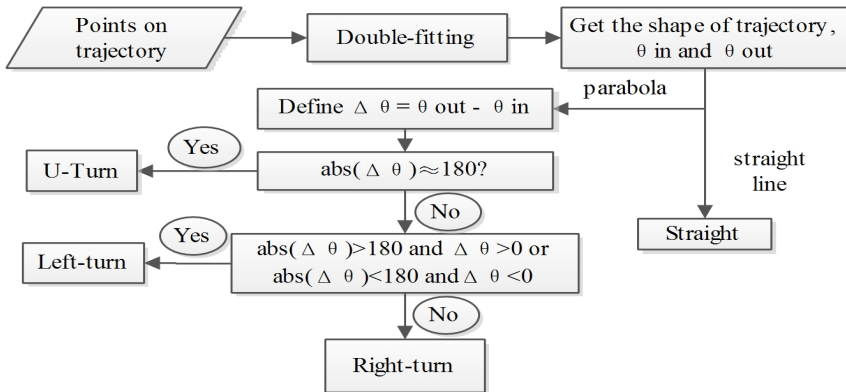 Points on
trajectory
Double-fitting
Get the shape of trajectory,
θ in and θ out
parabola
Define Δ θ = θ out - θ in
straight
line
Yes
U-Turn
abs(Δ θ)≈180?
No
Straight
Yes
Left-turn
abs(Δ θ)>180 and Δ θ >0 or
abs(Δ θ)<180 and Δ θ <0
No
Right-turn